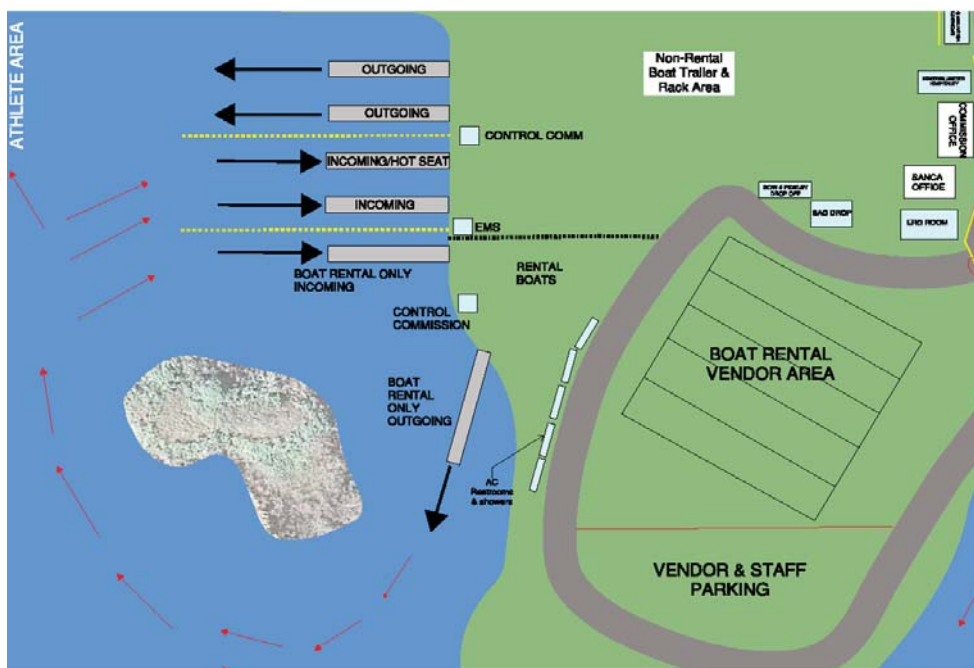 ATHLETE AREA
OUTGOING
OUTGOING
CONTROL COMM
INCOMING/HOT SEAT
INCOMING
EMS
BOAT RENTAL ONLY
INCOMING
RENTAL
BOATS
CONTROL
COMMISSION
BOAT
RENTAL
ONLY
OUTGOING
AC
Restrooms
& showers
Non-Rental
Boat Trailer &
Rack Area
COMMISSION
OFFICE
SANCA
OFFICE
DROP OFF
BAG DROP
ERG ROOM
BOAT RENTAL
VENDOR AREA
VENDOR & STAFF
PARKING